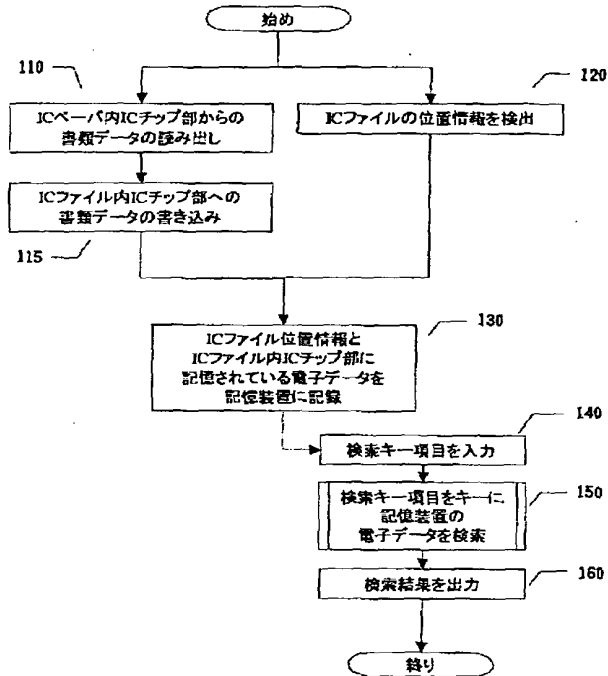 始め
110
ICペーパ内ICチップ部からの
書類データの読み出し
120
ICファイルの位置情報を検出
ICファイル内ICチップ部への
書類データの書き込み
115
130
ICファイル位置情報と
ICファイル内ICチップ部に
記憶されている電子データを
記憶装置に記録
140
検索キー項目を入力
150
検索キー項目をキーに
記憶装置の
電子データを検索
160
検索結果を出力
終り